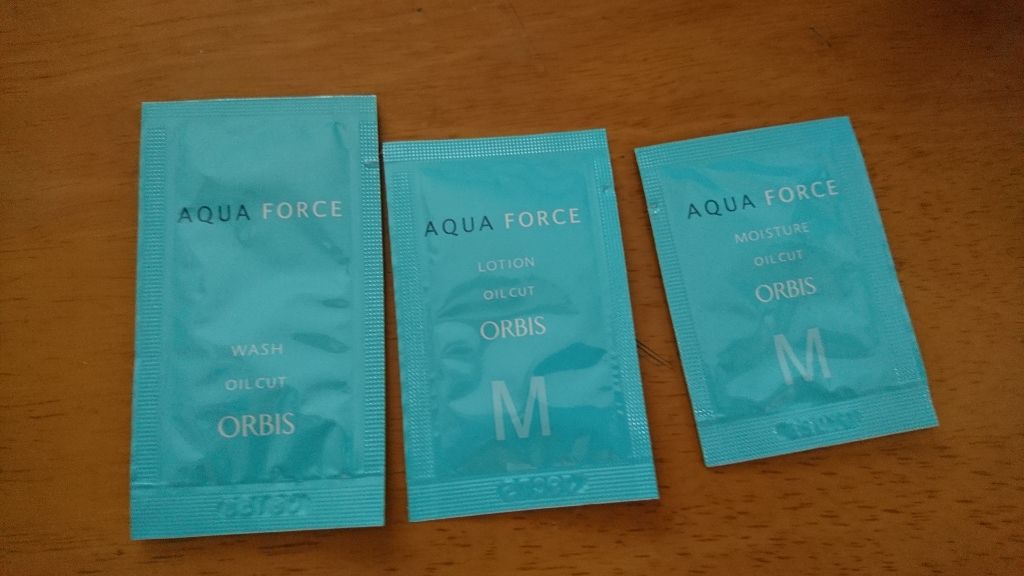 AQUA FORCE
WASH
OIL CUT
ORBIS
AQUA FORCE
LOTION
OIL CUT
ORBIS
M
AQUA FORCE
MOISTURE
OIL CUT
ORBIS
M